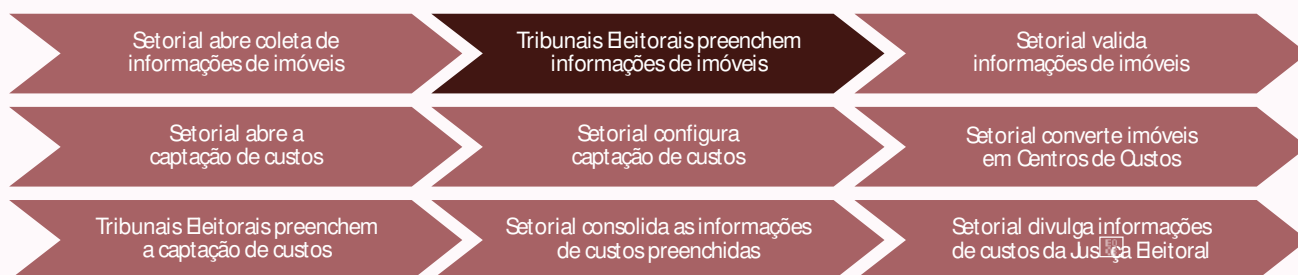 Setorial abre coleta de
informações de imóveis
Tribunais Eleitorais preenchem
informações de imóveis
Setorial valida
informações de imóveis
Setorial abre a
captação de custos
Setorial configura
captação de custos
Setorial converte imóveis
em Centros de Custos
Tribunais Eleitorais preenchem
a captação de custos
Setorial consolida as informações
de custos preenchidas
Setorial divulga informações
de custos da Eleitoral